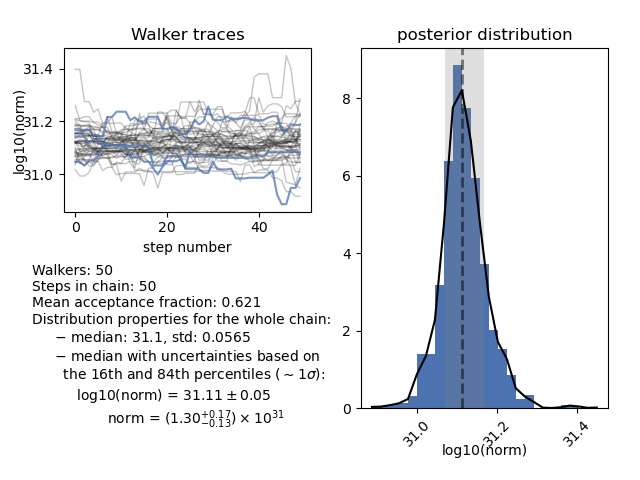 Walker traces
31.4
31.2
31.0
log10(norm)
0
20
40
step number
posterior distribution
8
6
4
2
0
31.0
31.2
31.4
log10(norm)
Walkers: 50
Steps in chain: 50
Mean acceptance fraction: 0.621
Distribution properties for the whole chain:
− median: 31.1, std: 0.0565
− median with uncertainties based on
the 16th and 84th percentiles (∼ 1σ):
log10(norm) = 31.11 ± 0.05
norm = (1.30^{+0.17}_{−0.13}) × 10^{31}